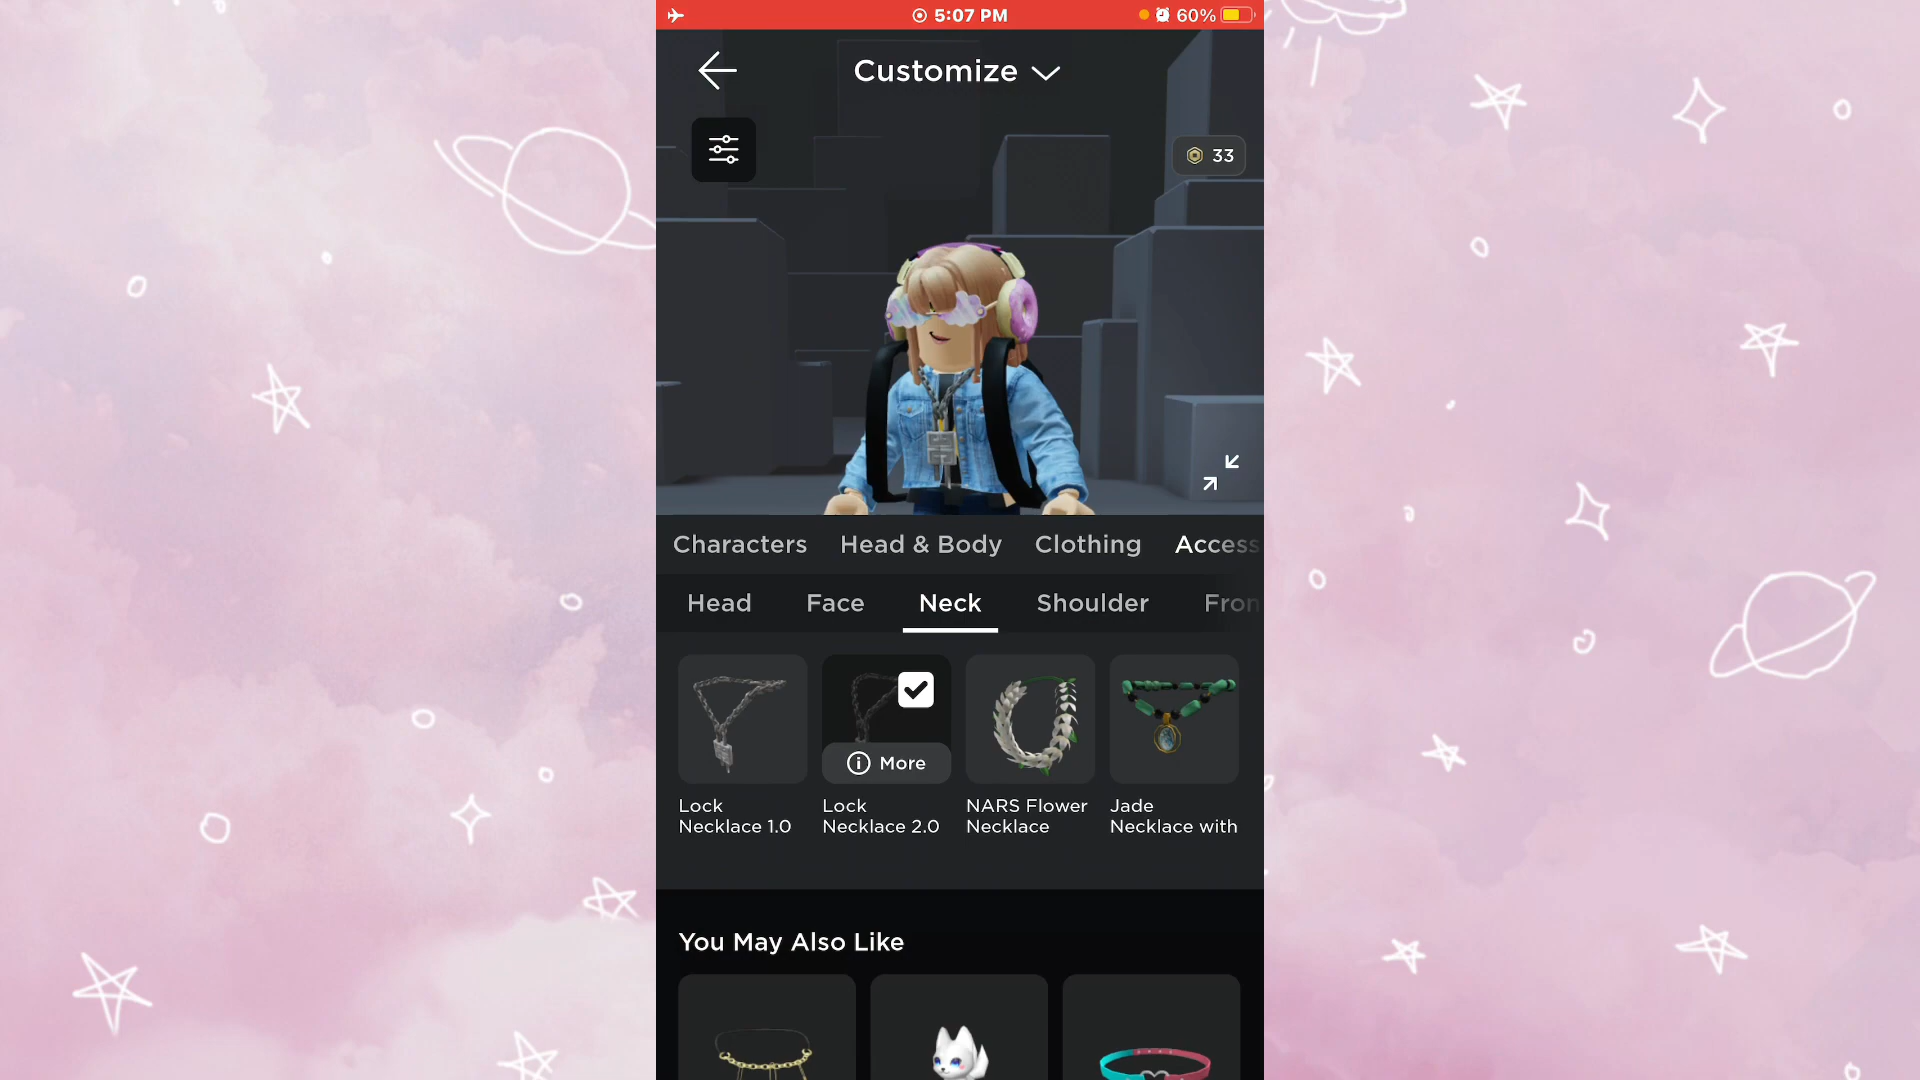 5:07 PM
60%
Customize
33
Characters Head & Body Clothing Access
Head Face Neck Shoulder Fron
More
Lock Necklace 1.0
Lock Necklace 2.0
NARS Flower Necklace
Jade Necklace with
You May Also Like